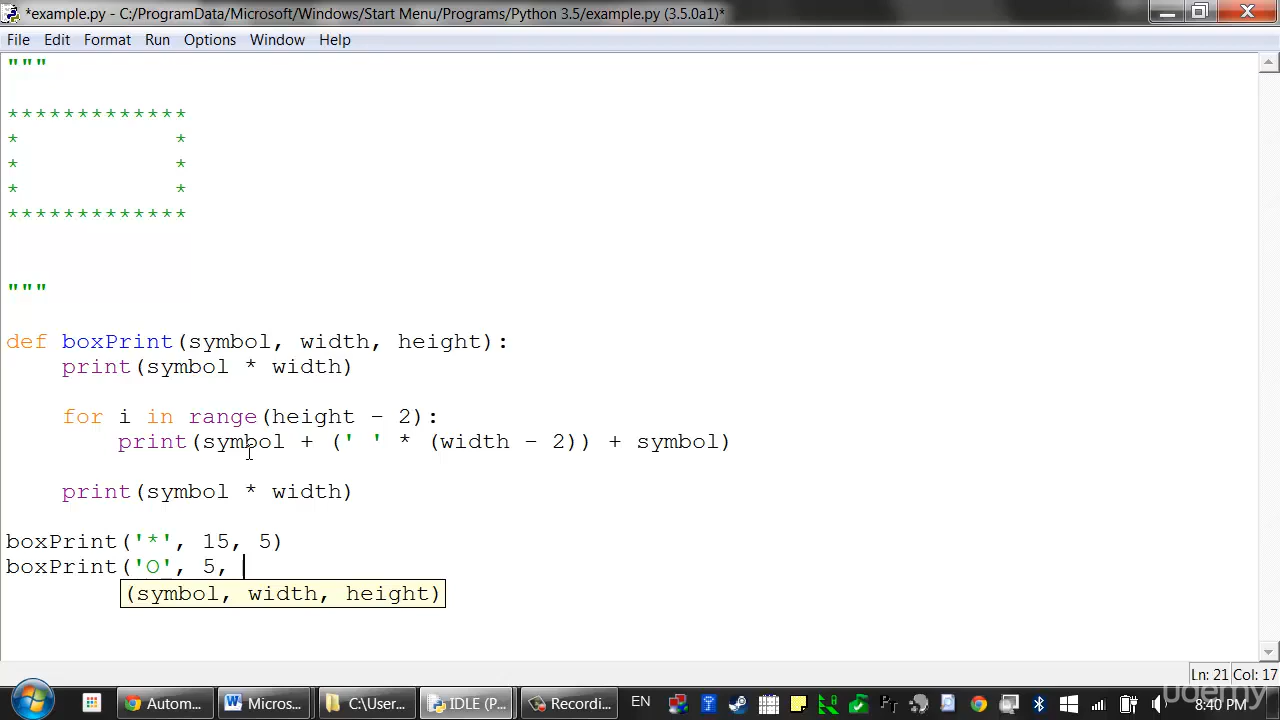 *example.py - C:/ProgramData/Microsoft/Windows/Start Menu/Programs/Python 3.5/example.py (3.5.0a1)*
File Edit Format Run Options Window Help
"""
*************
*           *
*           *
*           *
*************
"""
def boxPrint(symbol, width, height):
    print(symbol * width)
    for i in range(height - 2):
        print(symbol + (' ' * (width - 2)) + symbol)
    print(symbol * width)
boxPrint('*', 15, 5)
boxPrint('O', 5,
(symbol, width, height)
Ln: 21 Col: 17
Autom... Micros... C:\User... IDLE (P... Recordi... EN 8:40 PM
udemy